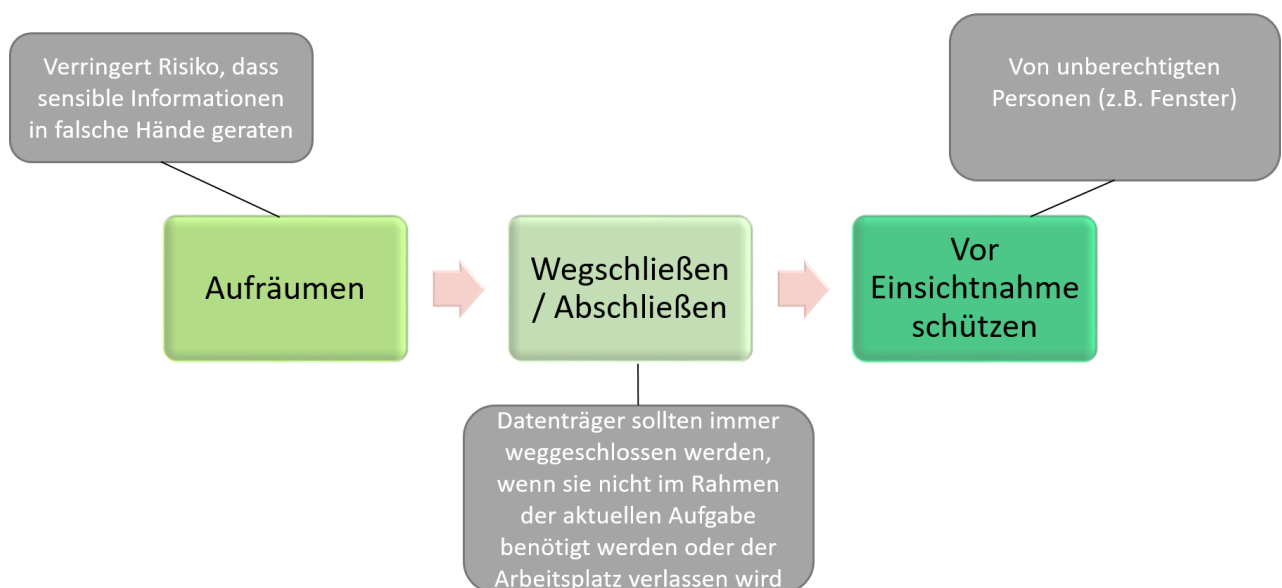 Verringert Risiko, dass
sensible Informationen
in falsche Hände geraten
Von unberechtigten
Personen (z.B. Fenster)
Aufräumen
Wegschließen
/ Abschließen
Vor
Einsichtnahme
schützen
Datenträger sollten immer
weggeschlossen werden,
wenn sie nicht im Rahmen
der aktuellen Aufgabe
benötigt werden oder der
Arbeitsplatz verlassen wird